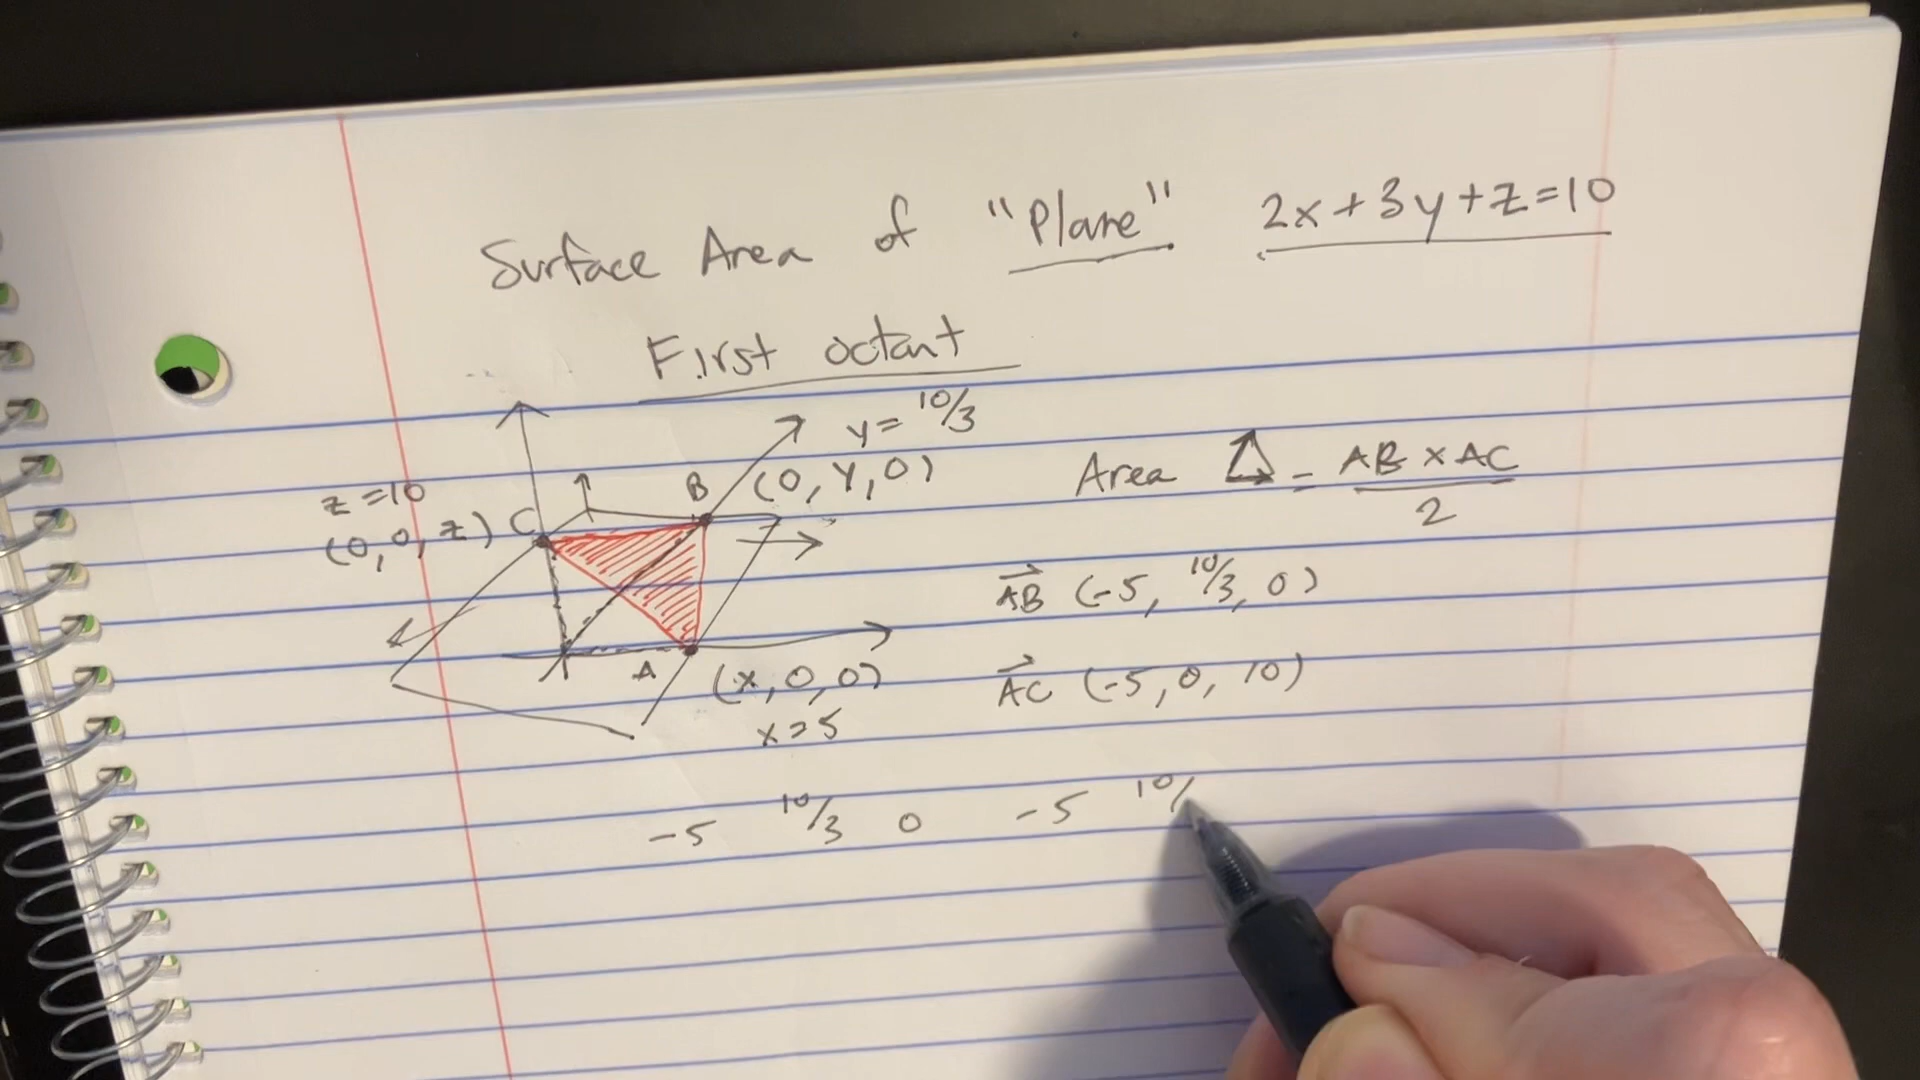 Surface Area of "Plane" 2x+3y+z=10
First octant
y= 10/3
B (0, Y, 0)
z=10
(0, 0, z) C
A (x, 0, 0)
x=5
Area △ = AB x AC
2
AB (-5, 10/3, 0)
AC (-5, 0, 10)
-5 10/3 0 -5 10/